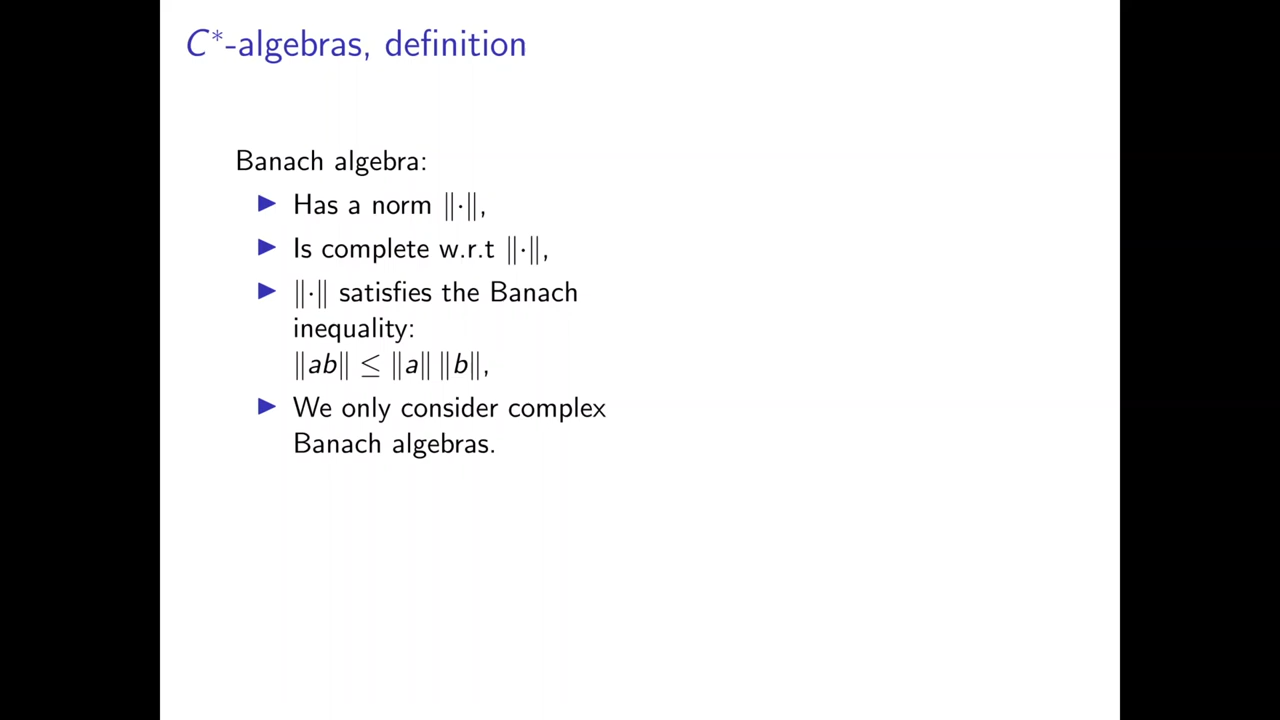 C*-algebras, definition
Banach algebra:
▶ Has a norm ‖·‖,
▶ Is complete w.r.t ‖·‖,
▶ ‖·‖ satisfies the Banach
inequality:
‖ab‖ ≤ ‖a‖ ‖b‖,
▶ We only consider complex
Banach algebras.